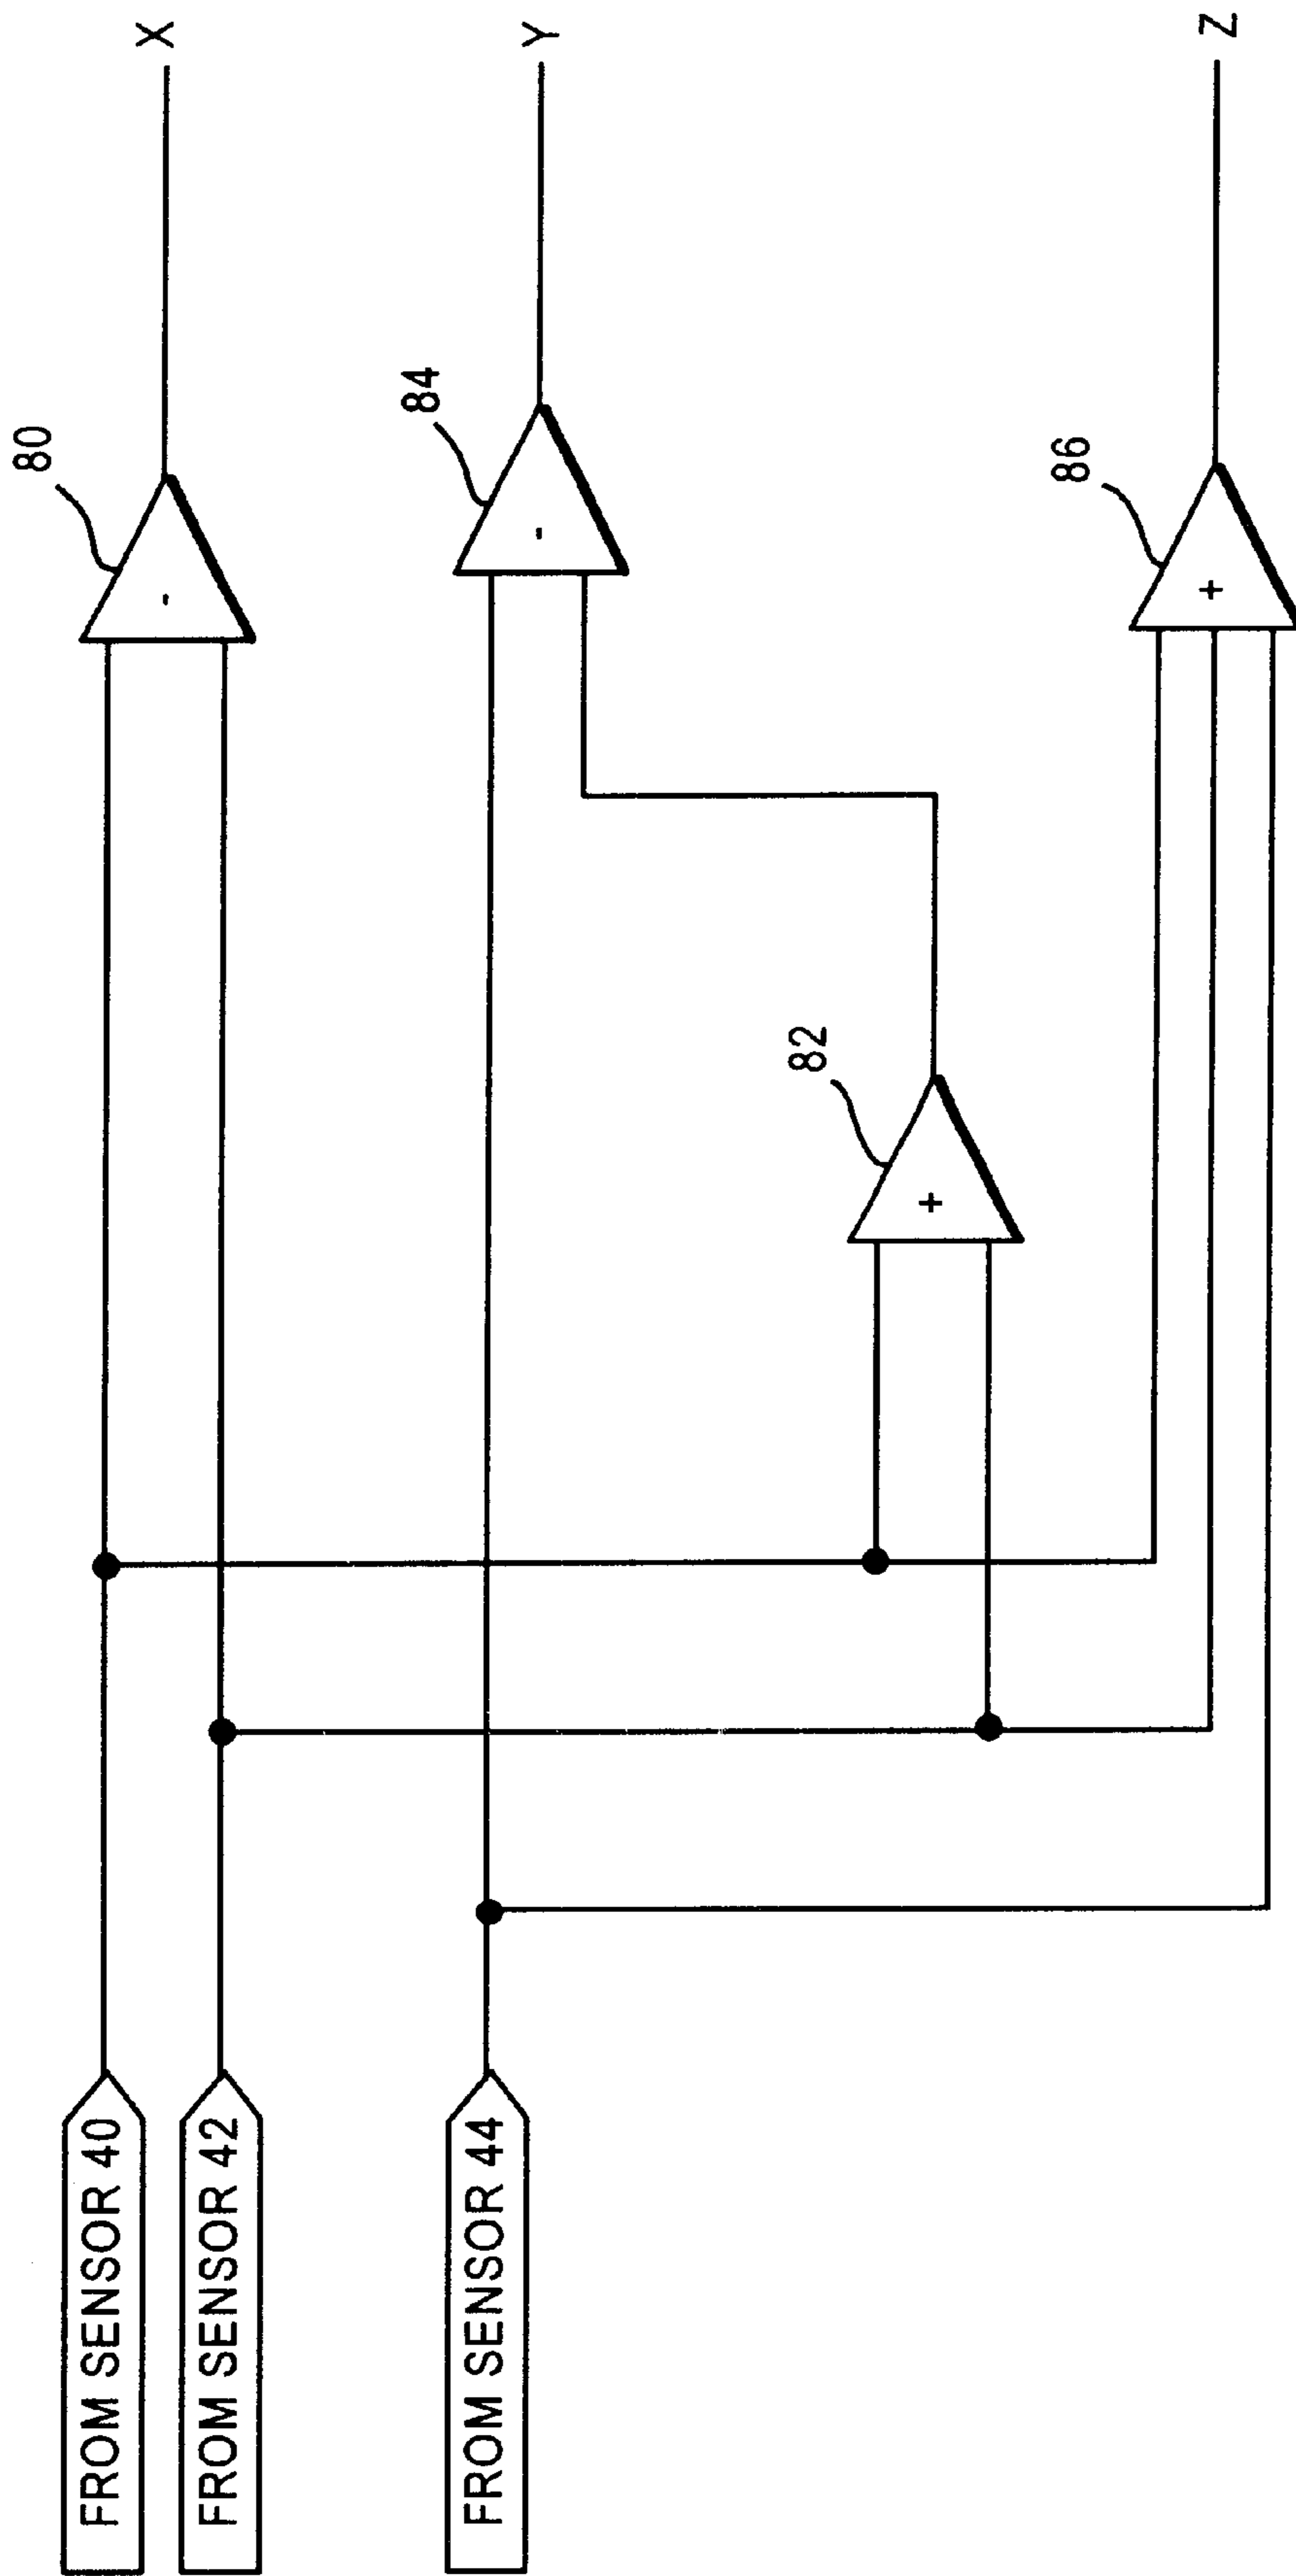 FROM SENSOR 40
FROM SENSOR 42
FROM SENSOR 44
80
-
X
84
-
Y
82
+
86
+
Z